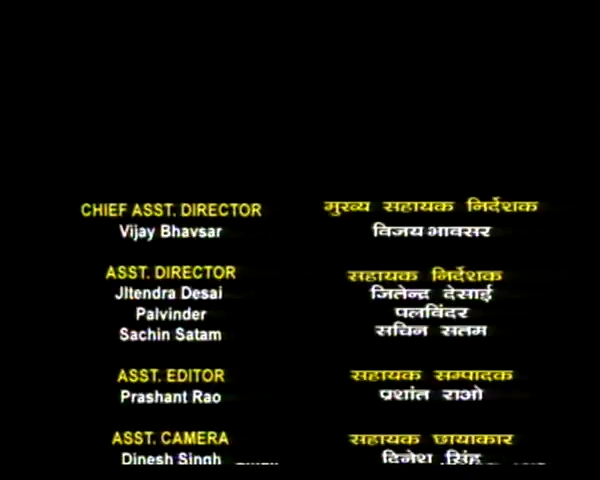 CHIEF ASST. DIRECTOR
Vijay Bhavsar
ASST. DIRECTOR
JItendra Desai
Palvinder
Sachin Satam
ASST. EDITOR
Prashant Rao
ASST. CAMERA
Dinesh Singh
मुख्य सहायक निर्देशक
विजय भावसर
सहायक निर्देशक
जितेन्द्र देसाई
पलविंदर
सचिन सतम
सहायक सम्पादक
प्रशांत राओ
सहायक छायाकार
दिनेश सिंह